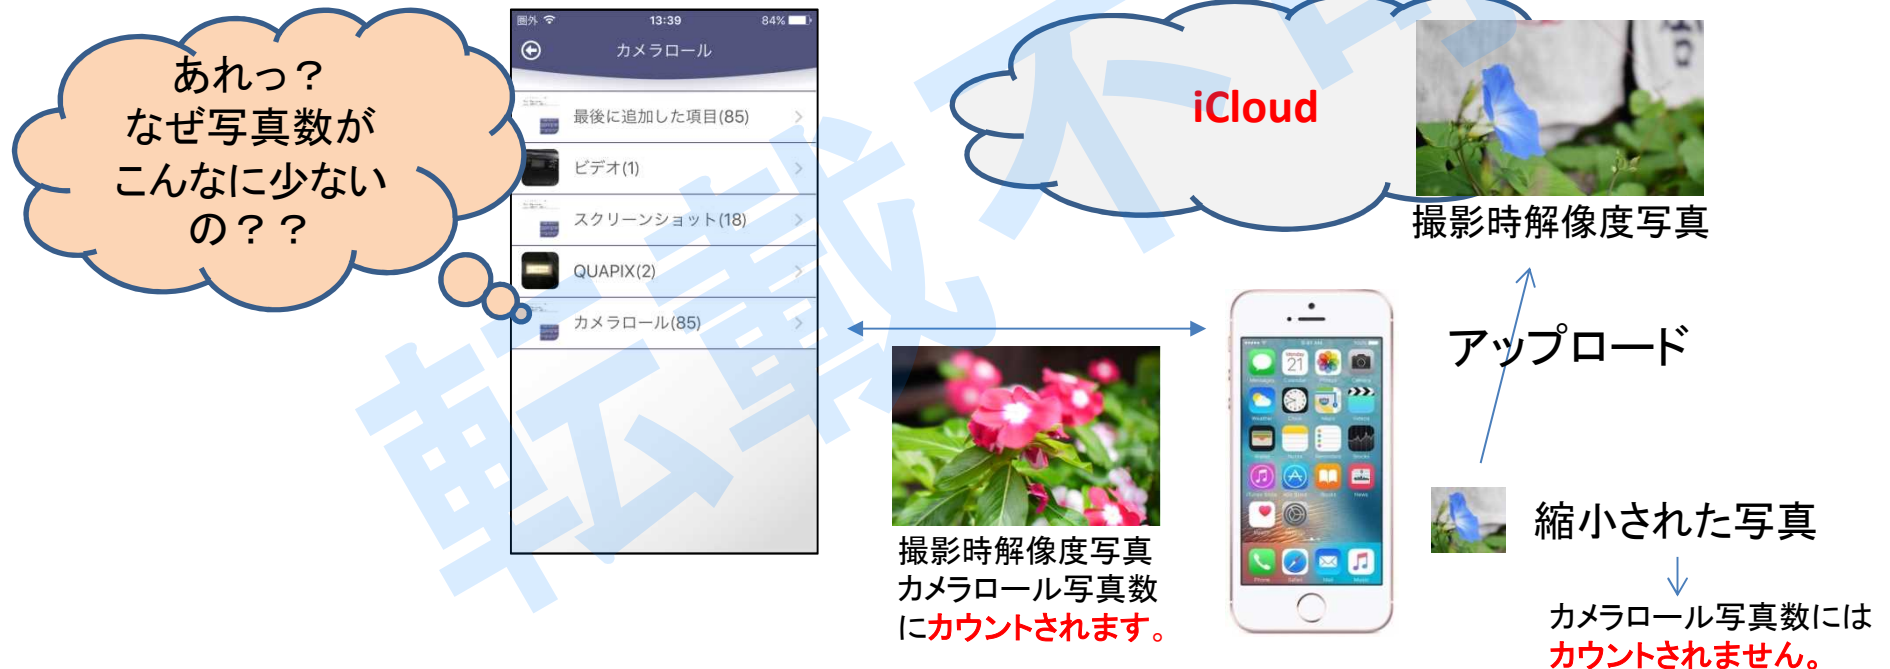 あれっ？
なぜ写真数が
こんなに少ない
の？？
圏外 13:39 84%
カメラロール
最後に追加した項目(85)
ビデオ(1)
スクリーンショット(18)
QUAPIX(2)
カメラロール(85)
iCloud
撮影時解像度写真
アップロード
撮影時解像度写真
カメラロール写真数
にカウントされます。
縮小された写真
カメラロール写真数には
カウントされません。
Monday
21
転載不可